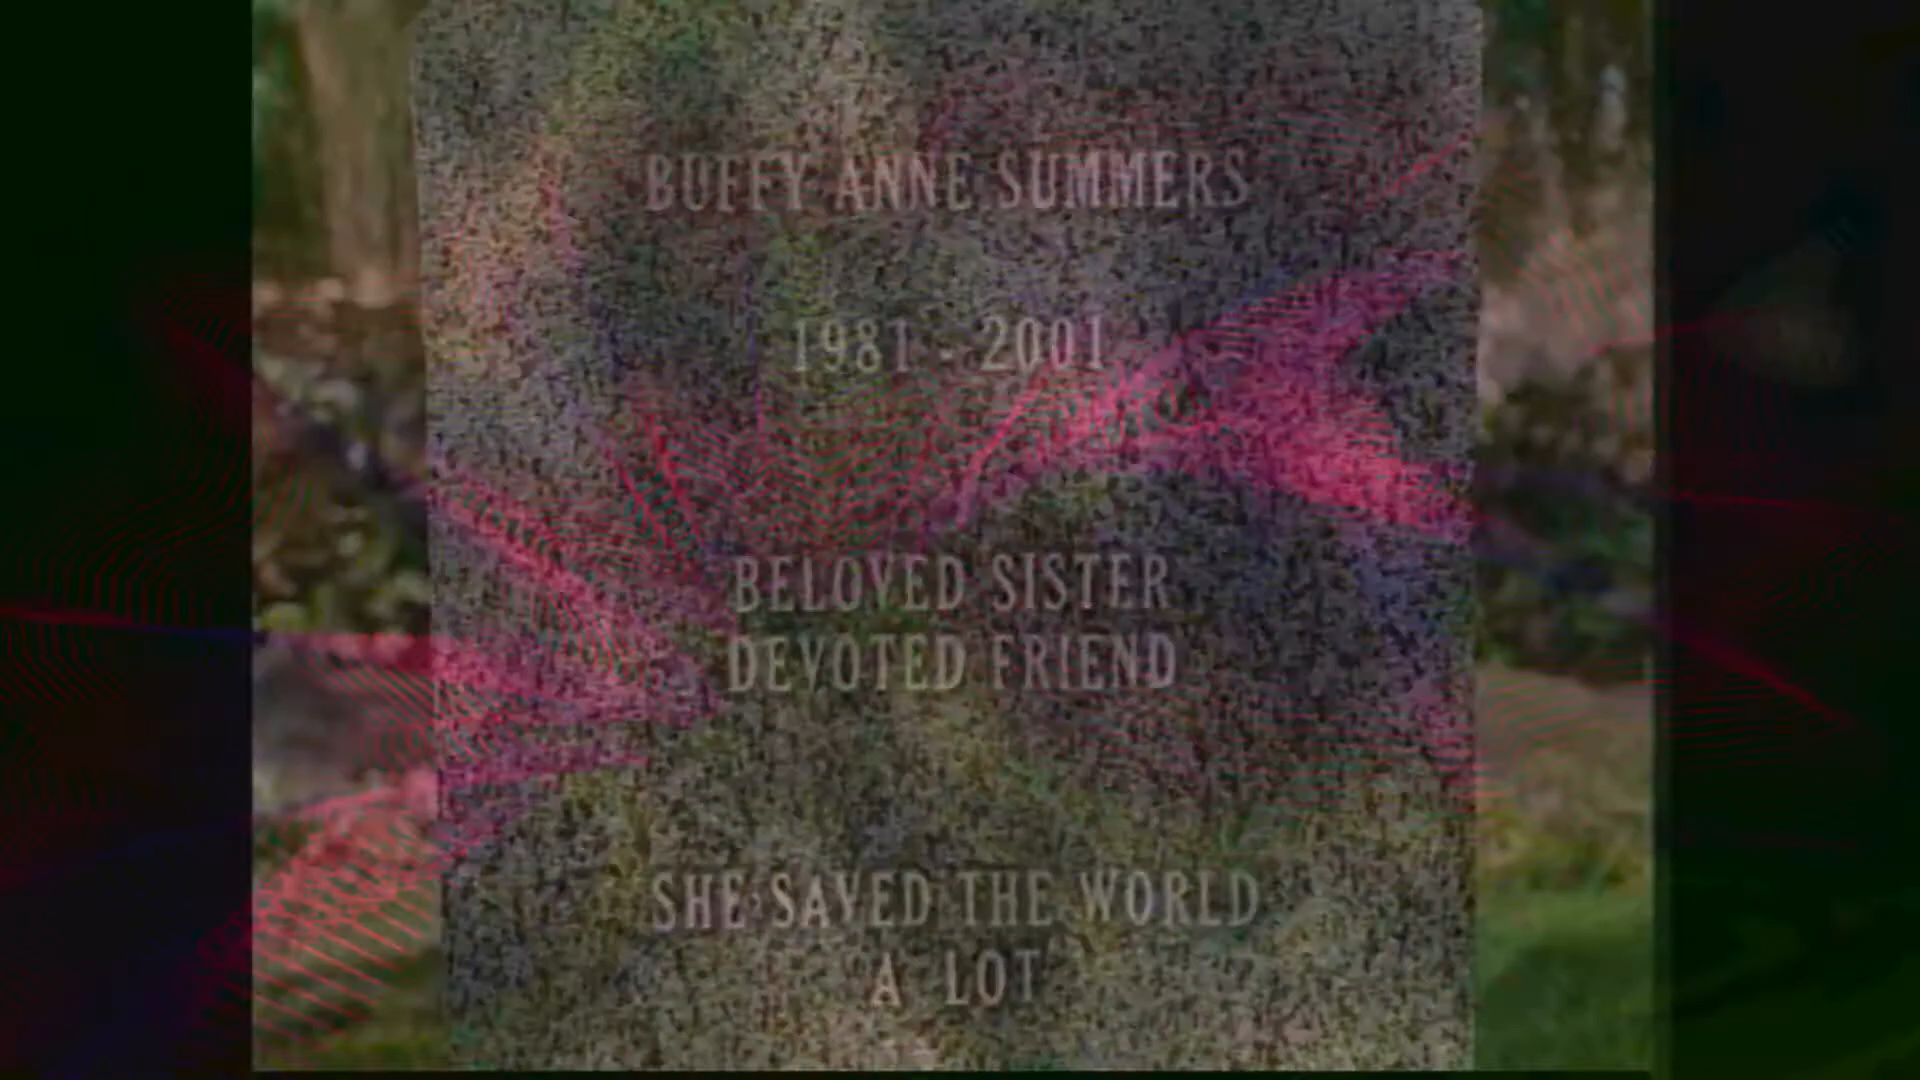 BUFFY ANNE SUMMERS
1981 - 2001
BELOVED SISTER
DEVOTED FRIEND
SHE SAVED THE WORLD
A LOT